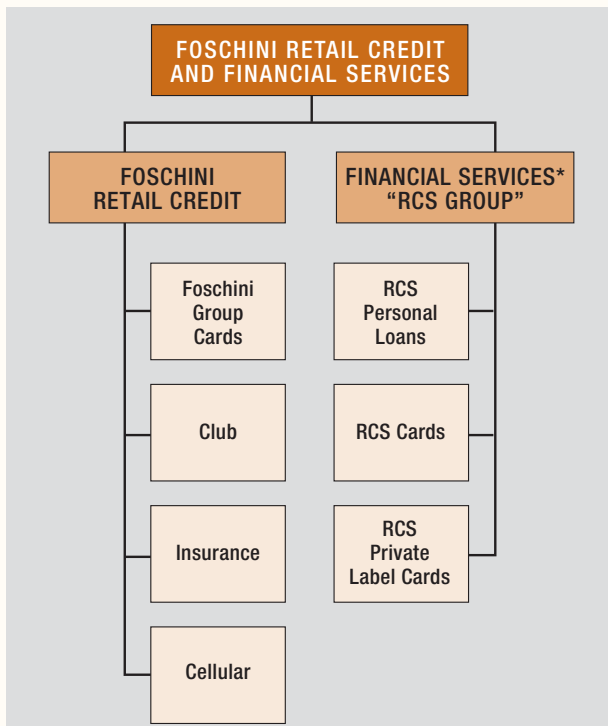 FOSCHINI RETAIL CREDIT
AND FINANCIAL SERVICES
FOSCHINI
RETAIL CREDIT
FINANCIAL SERVICES*
“RCS GROUP”
Foschini
Group
Cards
Club
Insurance
Cellular
RCS
Personal
Loans
RCS Cards
RCS
Private
Label Cards